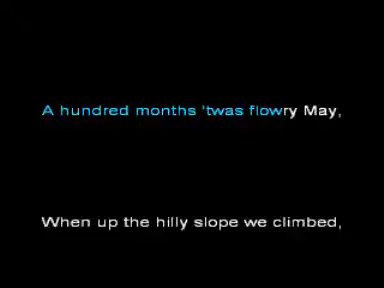 A hundred months 'twas flowry May,
When up the hilly slope we climbed,